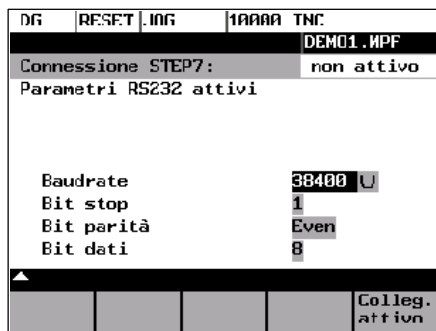 DG RESET JOG 10000 INC
DEMO1.MPF
Connessione STEP7: non attivo
Parametri RS232 attivi
Baudrate 38400 U
Bit stop 1
Bit parità Even
Bit dati 8
Colleg.
attivo